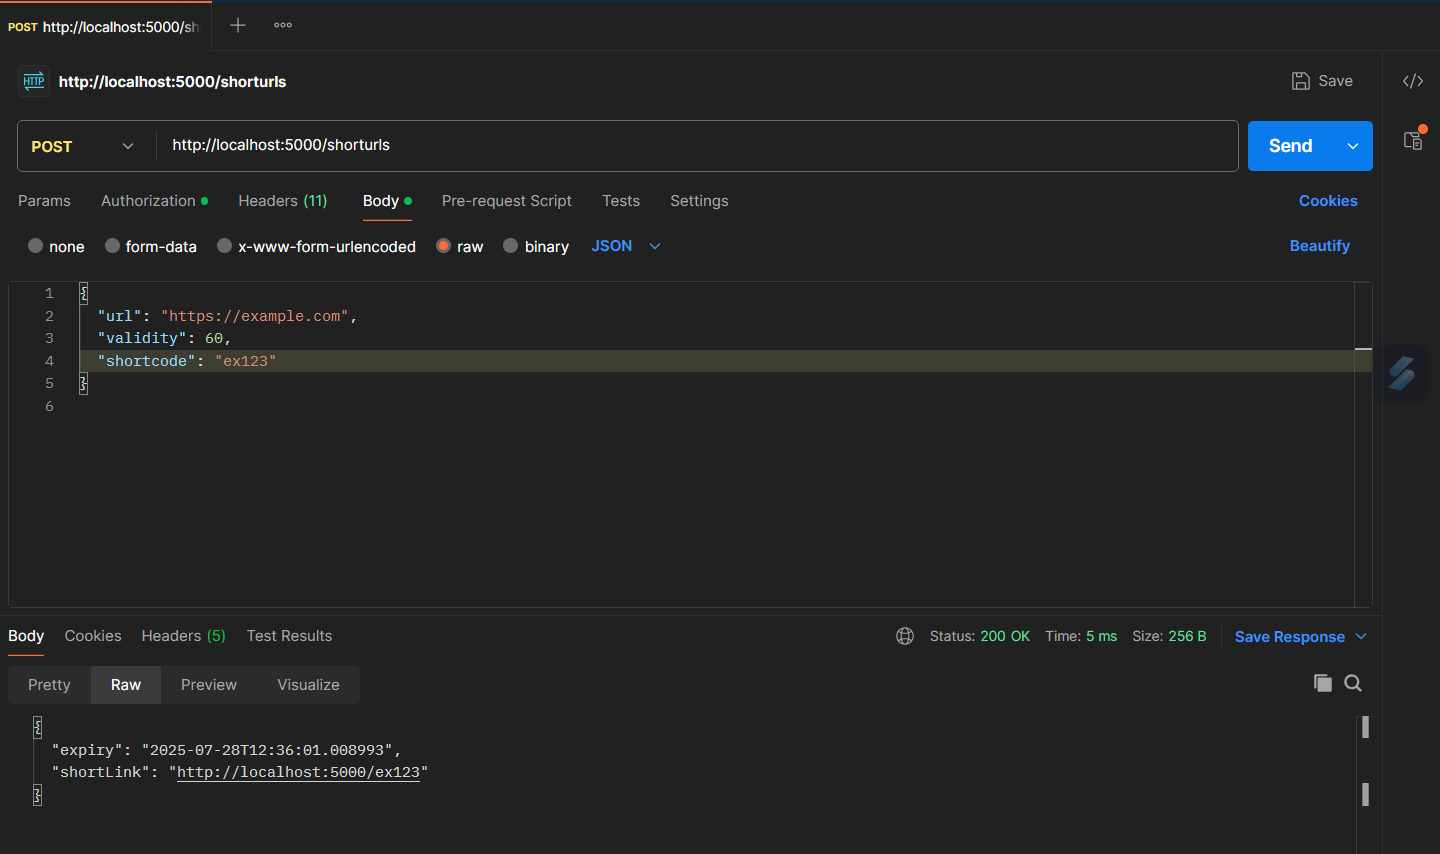 POST http://localhost:5000/sh
http://localhost:5000/shorturls
Save
POST
http://localhost:5000/shorturls
Send
Params Authorization Headers (11) Body Pre-request Script Tests Settings
Cookies
none form-data x-www-form-urlencoded raw binary JSON
Beautify
1 {
2 "url": "https://example.com",
3 "validity": 60,
4 "shortcode": "ex123"
5 }
6
Body Cookies Headers (5) Test Results
Status: 200 OK Time: 5 ms Size: 256 B Save Response
Pretty Raw Preview Visualize
{
"expiry": "2025-07-28T12:36:01.008993",
"shortLink": "http://localhost:5000/ex123"
}